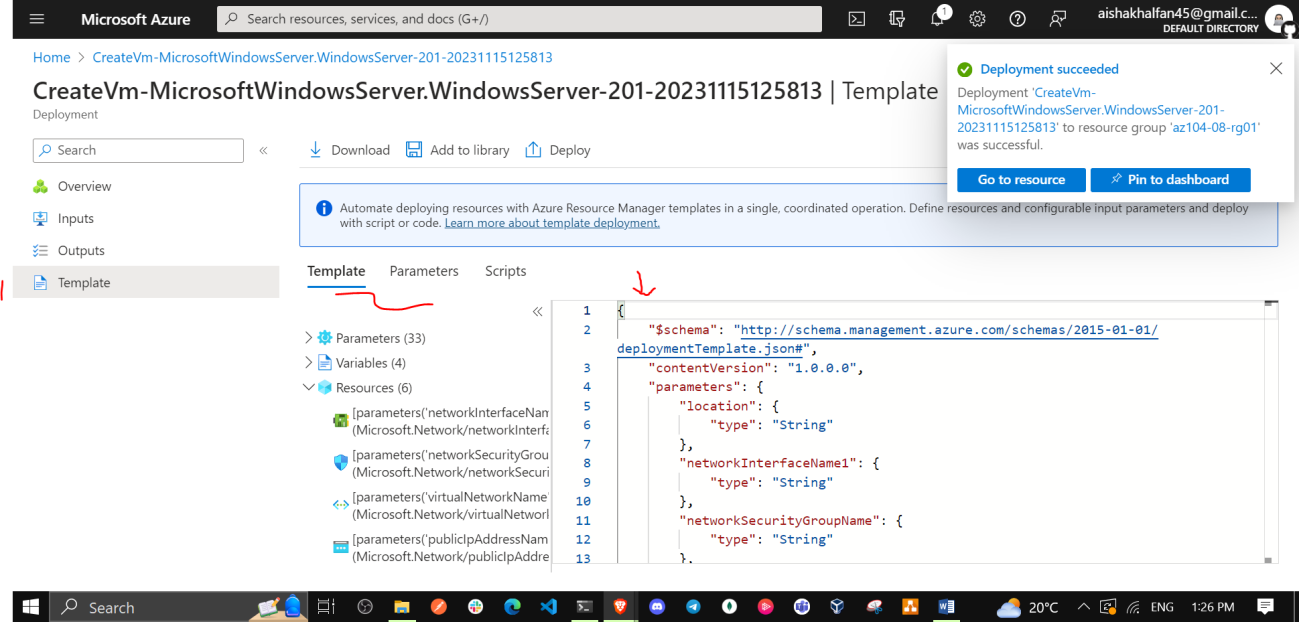 Microsoft Azure
Search resources, services, and docs (G+/)
1
aishakhalfan45@gmail.c...
DEFAULT DIRECTORY
Home > CreateVm-MicrosoftWindowsServer.WindowsServer-201-20231115125813
CreateVm-MicrosoftWindowsServer.WindowsServer-201-20231115125813 | Template
Deployment
Deployment succeeded
Deployment 'CreateVm-
MicrosoftWindowsServer.WindowsServer-201-
20231115125813' to resource group 'az104-08-rg01'
was successful.
Go to resource
Pin to dashboard
Search
«
Overview
Inputs
Outputs
Template
Download
Add to library
Deploy
Automate deploying resources with Azure Resource Manager templates in a single, coordinated operation. Define resources and configurable input parameters and deploy
with script or code. Learn more about template deployment.
Template Parameters Scripts
«
Parameters (33)
Variables (4)
Resources (6)
[parameters('networkInterfaceNam
(Microsoft.Network/networkInterfa
[parameters('networkSecurityGrou
(Microsoft.Network/networkSecuri
[parameters('virtualNetworkName'
(Microsoft.Network/virtualNetwork
[parameters('publicIpAddressNam
(Microsoft.Network/publicIpAddre
1 {
2 "$schema": "http://schema.management.azure.com/schemas/2015-01-01/
deploymentTemplate.json#",
3 "contentVersion": "1.0.0.0",
4 "parameters": {
5 "location": {
6 "type": "String"
7 },
8 "networkInterfaceName1": {
9 "type": "String"
10 },
11 "networkSecurityGroupName": {
12 "type": "String"
13 },
Search
20°C
ENG
1:26 PM